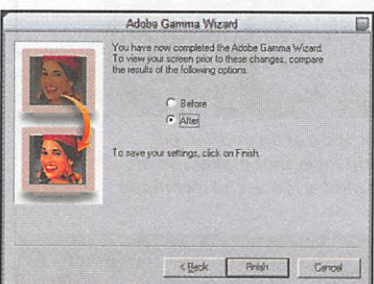 Adobe Gamma Wizard
You have now completed the Adobe Gamma Wizard.
To view your screen prior to these changes, compare
the results of the following options.
Before
After
To save your settings, click on Finish.
< Back
Finish
Cancel